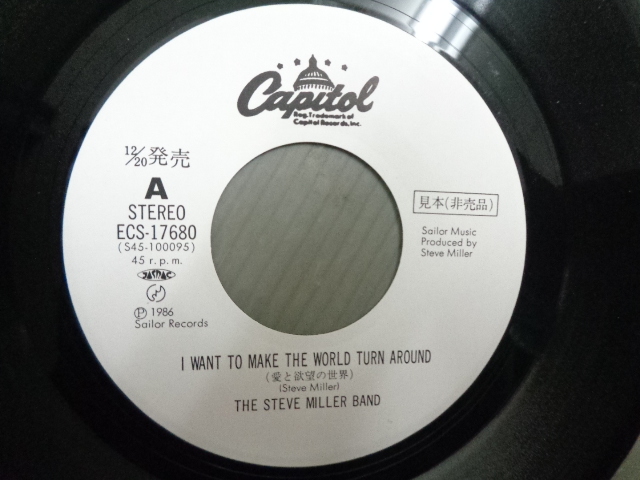 Capitol
Reg. Trademark of
Capitol Records, Inc.
12/20発売
A
STEREO
ECS-17680
(S45-100095)
45 r.p.m.
JASRAC
℗ 1986
Sailor Records
見本(非売品)
Sailor Music
Produced by
Steve Miller
I WANT TO MAKE THE WORLD TURN AROUND
(愛と欲望の世界)
(Steve Miller)
THE STEVE MILLER BAND